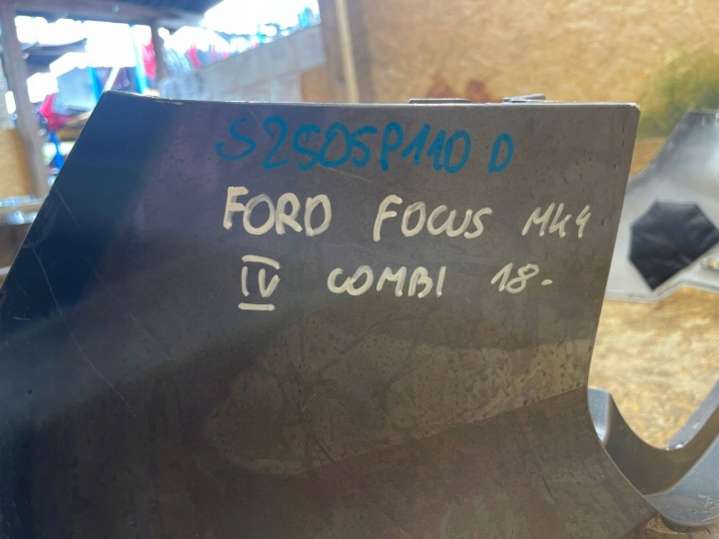 S2505P110 D
FORD FOCUS MK4
IV COMBI 18-